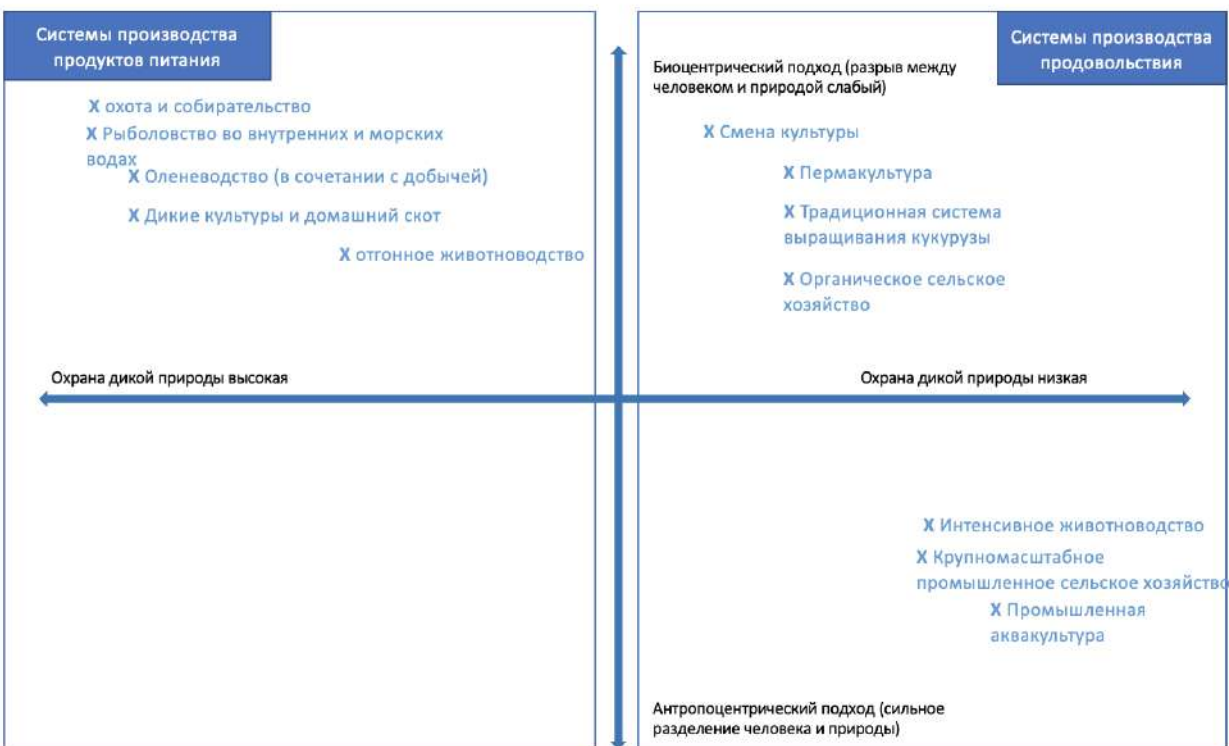 Системы производства
продуктов питания
X охота и собирательство
X Рыболовство во внутренних и морских
водах
X Оленеводство (в сочетании с добычей)
X Дикие культуры и домашний скот
X отгонное животноводство
Охрана дикой природы высокая
Системы производства
продовольствия
Биоцентрический подход (разрыв между
человеком и природой слабый)
X Смена культуры
X Пермакультура
X Традиционная система
выращивания кукурузы
X Органическое сельское
хозяйство
Охрана дикой природы низкая
X Интенсивное животноводство
X Крупномасштабное
промышленное сельское хозяйство
X Промышленная
аквакультура
Антропоцентрический подход (сильное
разделение человека и природы)